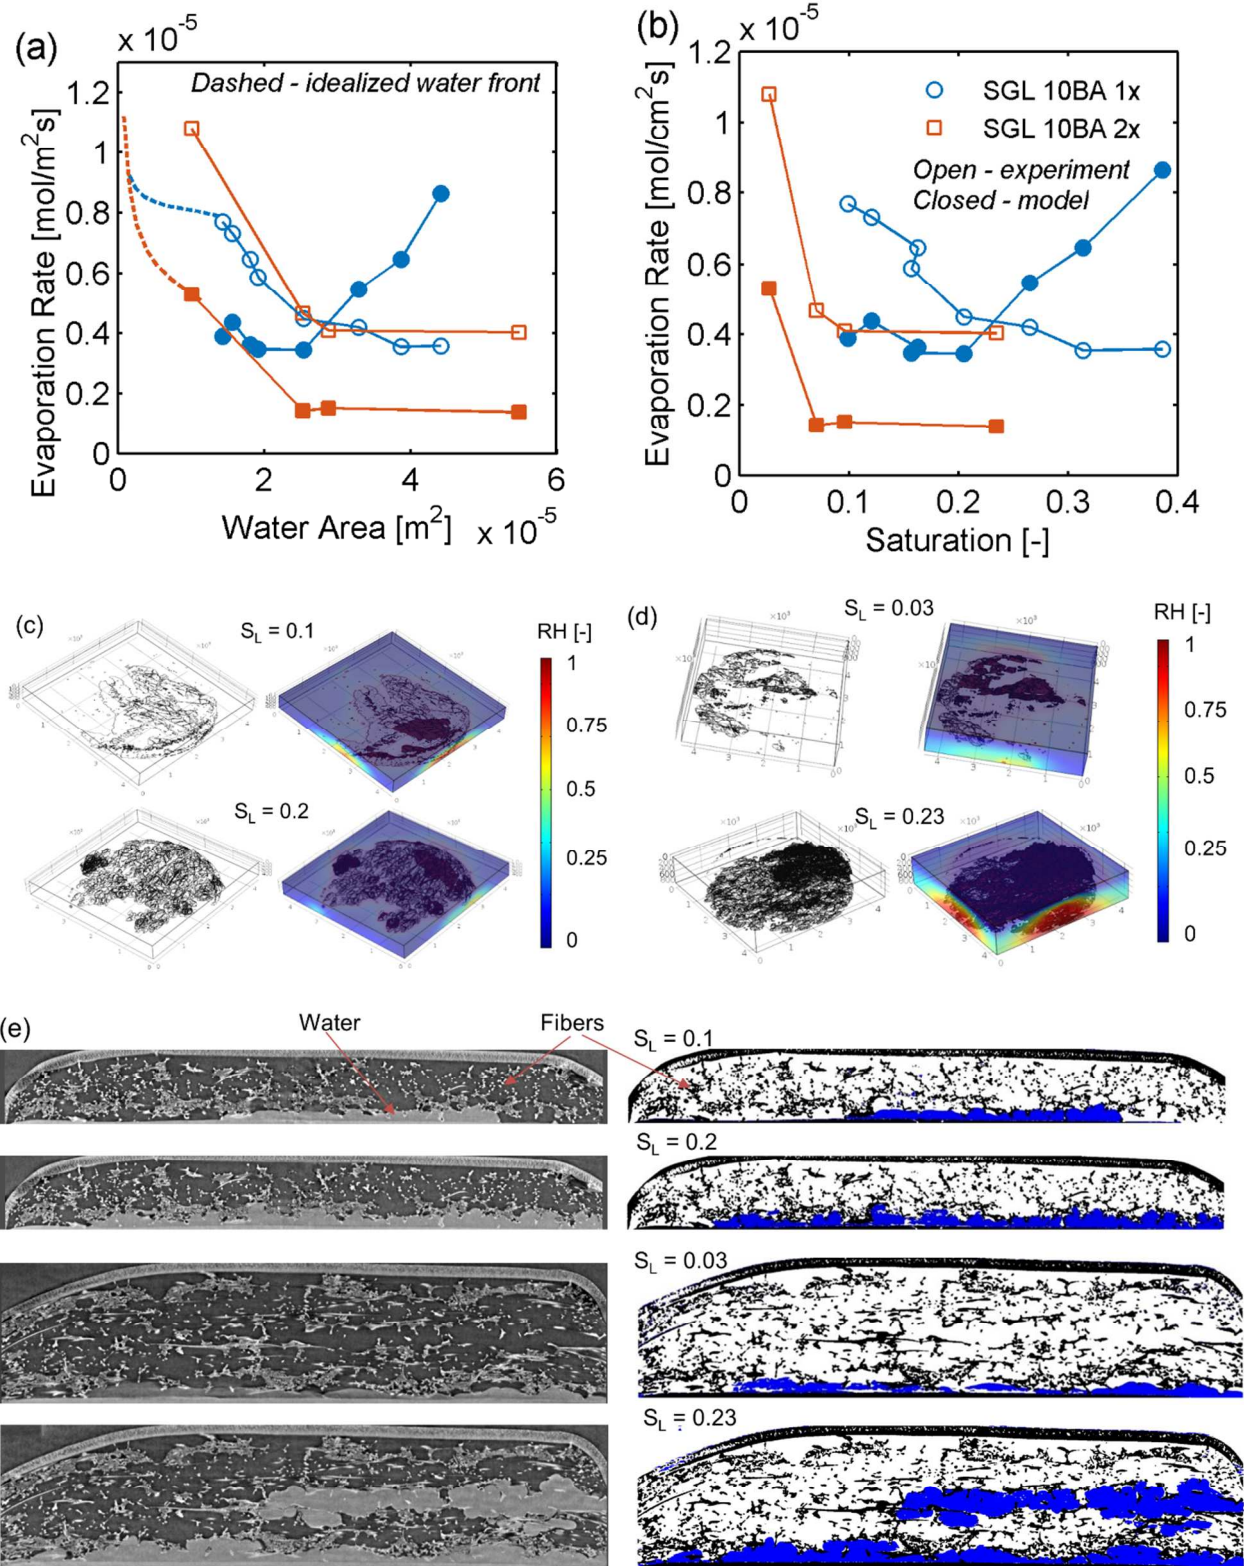 (a)
x 10^-5
Dashed - idealized water front
Evaporation Rate [mol/m²s]
1.2
1
0.8
0.6
0.4
0.2
0
0 2 4 6
Water Area [m²] x 10^-5
(b)
x 10^-5
SGL 10BA 1x
SGL 10BA 2x
Open - experiment
Closed - model
Evaporation Rate [mol/cm²s]
1.2
1
0.8
0.6
0.4
0.2
0
0 0.1 0.2 0.3 0.4
Saturation [-]
(c)
S_L = 0.1
RH [-]
1
0.75
0.5
0.25
0
S_L = 0.2
(d)
S_L = 0.03
RH [-]
1
0.75
0.5
0.25
0
S_L = 0.23
(e)
Water
Fibers
S_L = 0.1
S_L = 0.2
S_L = 0.03
S_L = 0.23